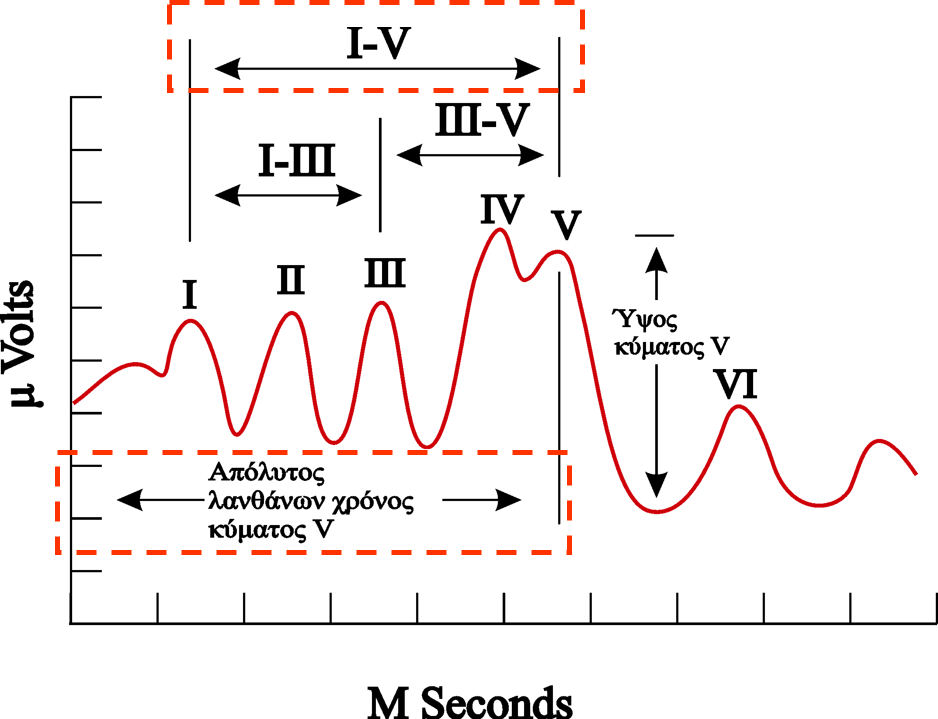 I-V
III-V
I-III
IV
V
III
II
I
Ύψος
κύματος V
VI
μ Volts
Απόλυτος
λανθάνων χρόνος
κύματος V
M Seconds